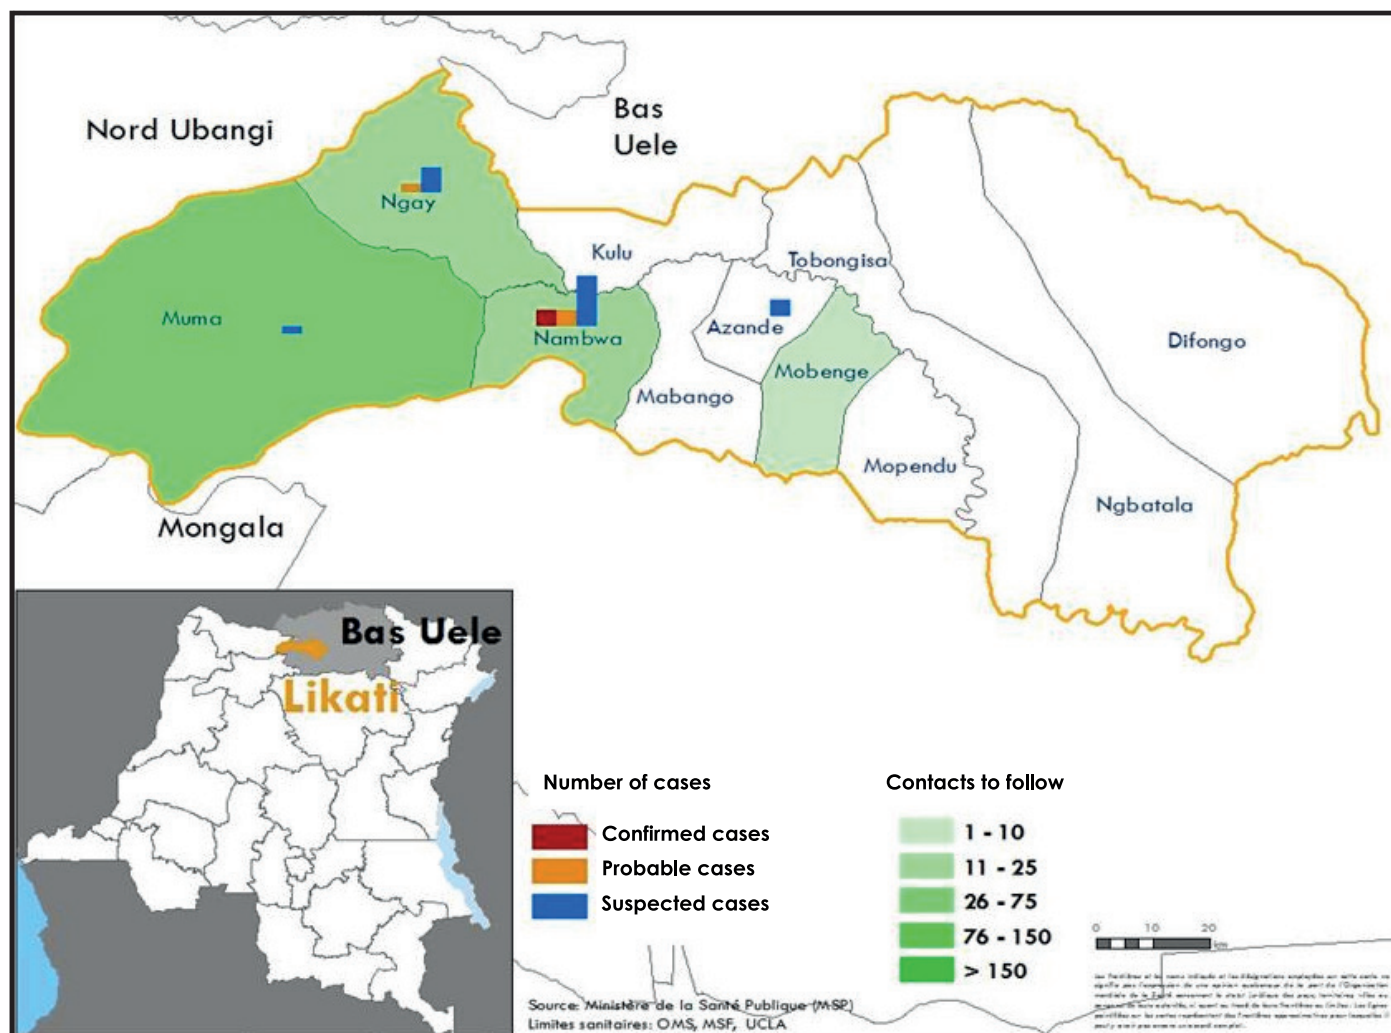 Nord Ubangi
Bas
Uele
Ngay
Kulu
Tobongisa
Muma
Nambwa
Azande
Difongo
Mobenge
Mabango
Mopendu
Ngbatala
Mongala
Bas Uele
Likati
Number of cases
Confirmed cases
Probable cases
Suspected cases
Contacts to follow
1 - 10
11 - 25
26 - 75
76 - 150
> 150
0 10 20
km
Source: Ministère de la Santé Publique (MSP)
Limites sanitaires: OMS, MSF, UCLA